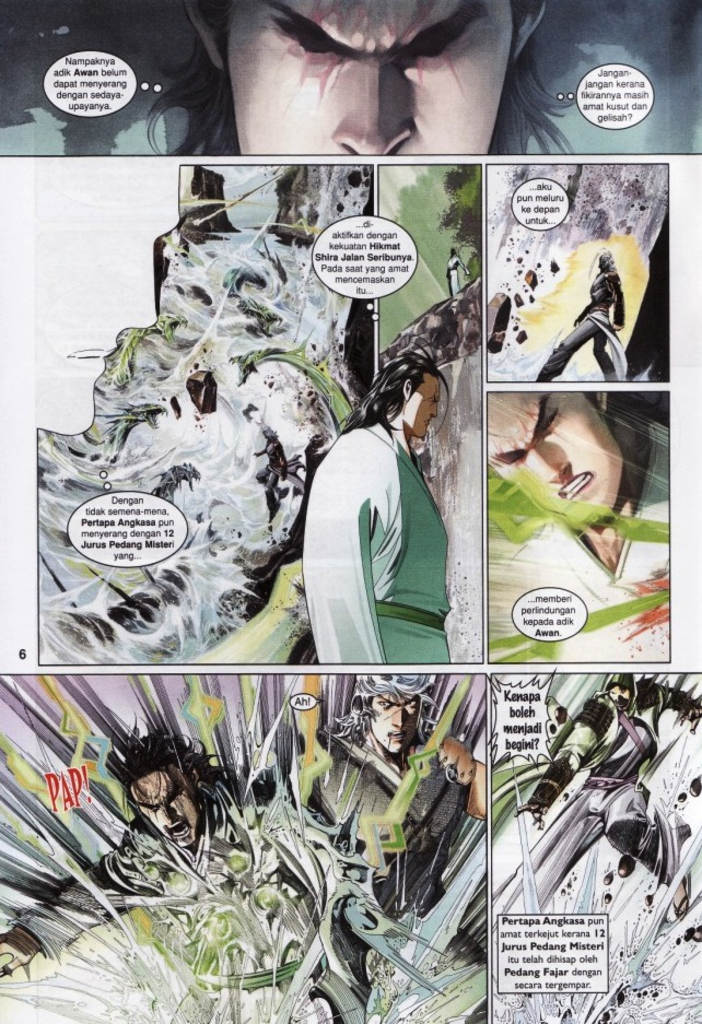 Nampaknya
adik Awan belum
dapat menyerang
dengan sedaya-
upayanya.
Jangan-
jangan kerana
fikirannya masih
amat kusut dan
gelisah?
Dengan
tidak semena-mena,
Pertapa Angkasa pun
menyerang dengan 12
Jurus Pedang Misteri
yang...
...di-
aktifkan dengan
kekuatan Hikmat
Shira Jalan Seribunya.
Pada saat yang amat
mencemaskan
itu...
...aku
pun meluru
ke depan
untuk...
...memberi
perlindungan
kepada adik
Awan.
6
PAP!
Ah!
Kenapa
boleh
menjadi
begini?
Pertapa Angkasa pun
amat terkejut kerana 12
Jurus Pedang Misteri
itu telah dihisap oleh
Pedang Fajar dengan
secara tergempar.